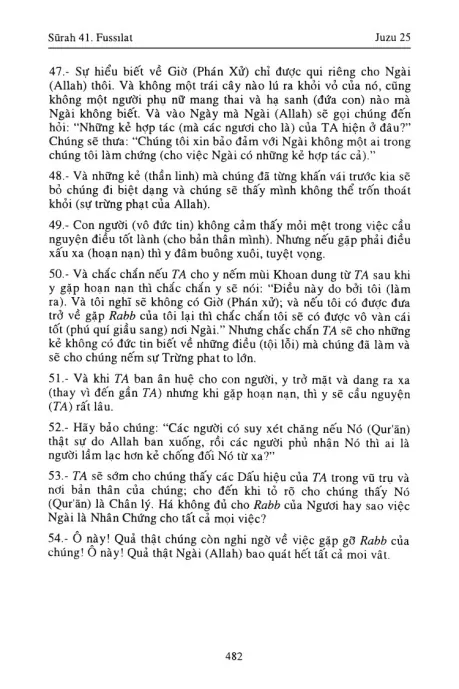 Sūrah 41. Fussılat
Juzu 25
47.- Sự hiểu biết về Giờ (Phán Xử) chỉ được qui riêng cho Ngài
(Allah) thôi. Và không một trái cây nào lú ra khỏi vỏ của nó, cũng
không một người phụ nữ mang thai và hạ sanh (đứa con) nào mà
Ngài không biết. Và vào Ngày mà Ngài (Allah) sẽ gọi chúng đến
hỏi: “Những kẻ hợp tác (mà các ngươi cho là) của TA hiện ở đâu?”
Chúng sẽ thưa: “Chúng tôi xin bảo đảm với Ngài không một ai trong
chúng tôi làm chứng (cho việc Ngài có những kẻ hợp tác cả).”
48.- Và những kẻ (thần linh) mà chúng đã từng khấn vái trước kia sẽ
bỏ chúng đi biệt dạng và chúng sẽ thấy mình không thể trốn thoát
khỏi (sự trừng phạt của Allah).
49.- Con người (vô đức tin) không cảm thấy mỏi mệt trong việc cầu
nguyện điều tốt lành (cho bản thân mình). Nhưng nếu gặp phải điều
xấu xa (hoạn nạn) thì y đâm buông xuôi, tuyệt vọng.
50.- Và chắc chắn nếu TA cho y nếm mùi Khoan dung từ TA sau khi
y gặp hoạn nạn thì chắc chắn y sẽ nói: “Điều này do bởi tôi (làm
ra). Và tôi nghĩ sẽ không có Giờ (Phán xử); và nếu tôi có được đưa
trở về gặp Rabb của tôi lại thì chắc chắn tôi sẽ có được vô vàn cái
tốt (phú quí giầu sang) nơi Ngài.” Nhưng chắc chắn TA sẽ cho những
kẻ không có đức tin biết về những điều (tội lỗi) mà chúng đã làm và
sẽ cho chúng nếm sự Trừng phat to lớn.
51.- Và khi TA ban ân huệ cho con người, y trở mặt và dang ra xa
(thay vì đến gần TA) nhưng khi gặp hoạn nạn, thì y sẽ cầu nguyện
(TA) rất lâu.
52.- Hãy bảo chúng: “Các người có suy xét chăng nếu Nó (Qur'ān)
thật sự do Allah ban xuống, rồi các người phủ nhận Nó thì ai là
người lầm lạc hơn kẻ chống đối Nó từ xa?”
53.- TA sẽ sớm cho chúng thấy các Dấu hiệu của TA trong vũ trụ và
nơi bản thân của chúng; cho đến khi tỏ rõ cho chúng thấy Nó
(Qur'ān) là Chân lý. Há không đủ cho Rabb của Ngươi hay sao việc
Ngài là Nhân Chứng cho tất cả mọi việc?
54.- Ô này! Quả thật chúng còn nghi ngờ về việc gặp gỡ Rabb của
chúng! Ô này! Quả thật Ngài (Allah) bao quát hết tất cả moi vât.
482